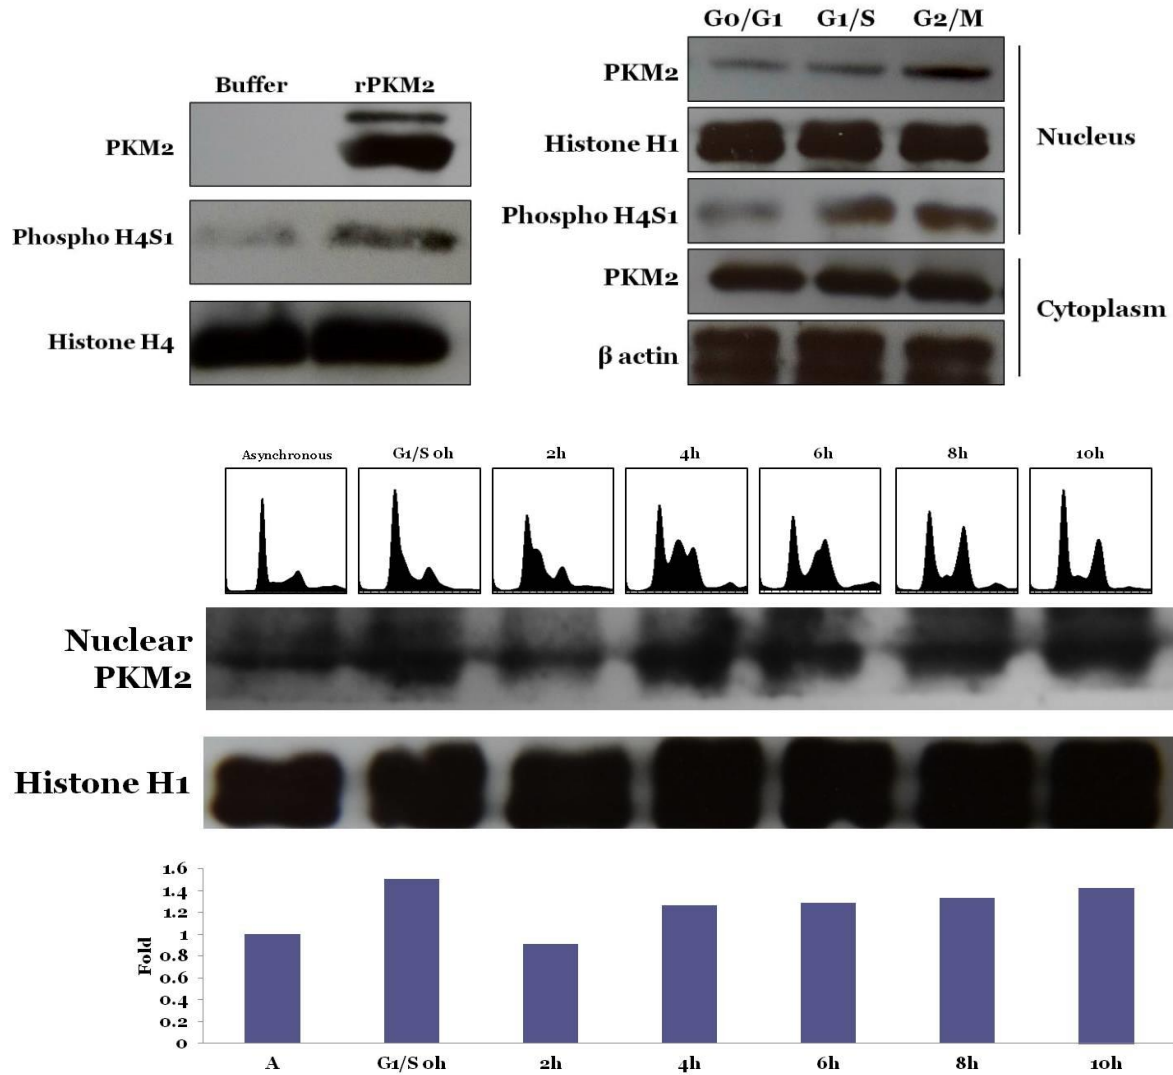 Buffer rPKM2
PKM2
Phospho H4S1
Histone H4
G0/G1 G1/S G2/M
PKM2
Histone H1
Phospho H4S1
Nucleus
PKM2
β actin
Cytoplasm
Asynchronous G1/S 0h 2h 4h 6h 8h 10h
Nuclear
PKM2
Histone H1
1.6
1.4
1.2
1
0.8
0.6
0.4
0.2
0
Fold
A G1/S 0h 2h 4h 6h 8h 10h